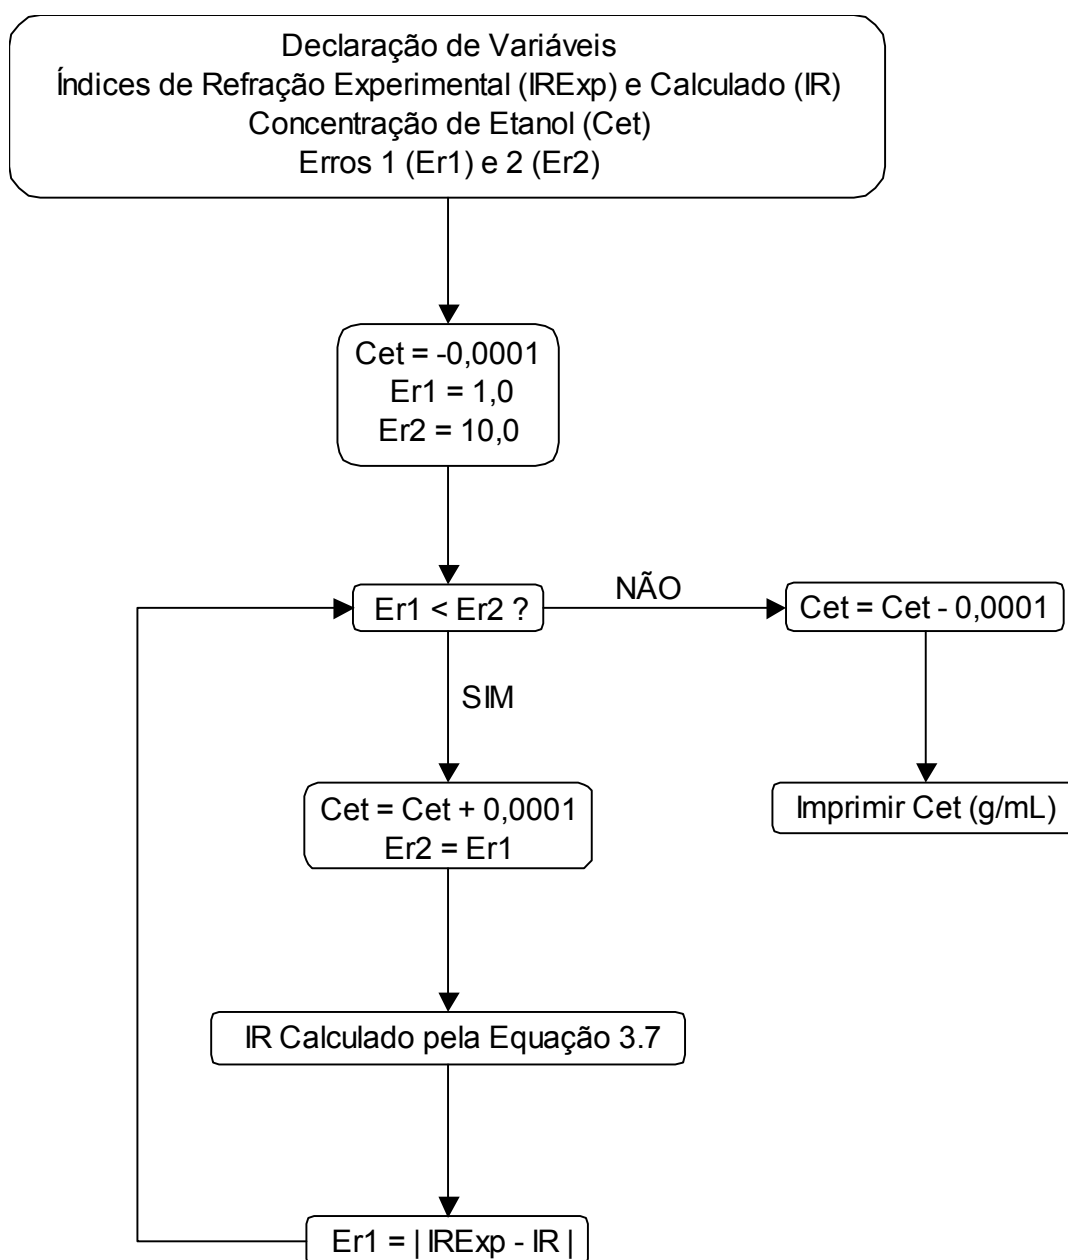 Declaração de Variáveis
Índices de Refração Experimental (IRExp) e Calculado (IR)
Concentração de Etanol (Cet)
Erros 1 (Er1) e 2 (Er2)
Cet = -0,0001
Er1 = 1,0
Er2 = 10,0
Er1 < Er2 ?
NÃO
Cet = Cet - 0,0001
SIM
Cet = Cet + 0,0001
Er2 = Er1
Imprimir Cet (g/mL)
IR Calculado pela Equação 3.7
Er1 = | IRExp - IR |